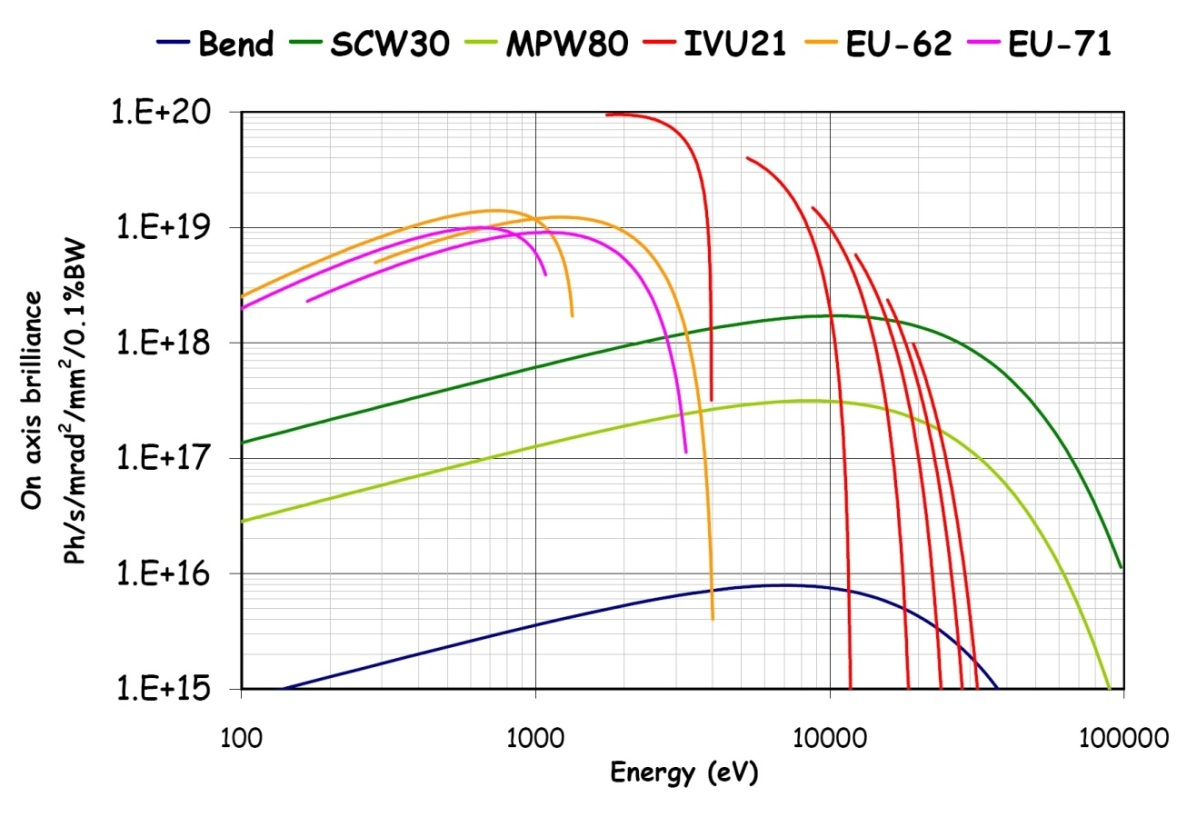 Bend SCW30 MPW80 IVU21 EU-62 EU-71
1.E+20
1.E+19
1.E+18
1.E+17
1.E+16
1.E+15
On axis brilliance
Ph/s/mrad²/mm²/0.1%BW
100 1000 10000 100000
Energy (eV)